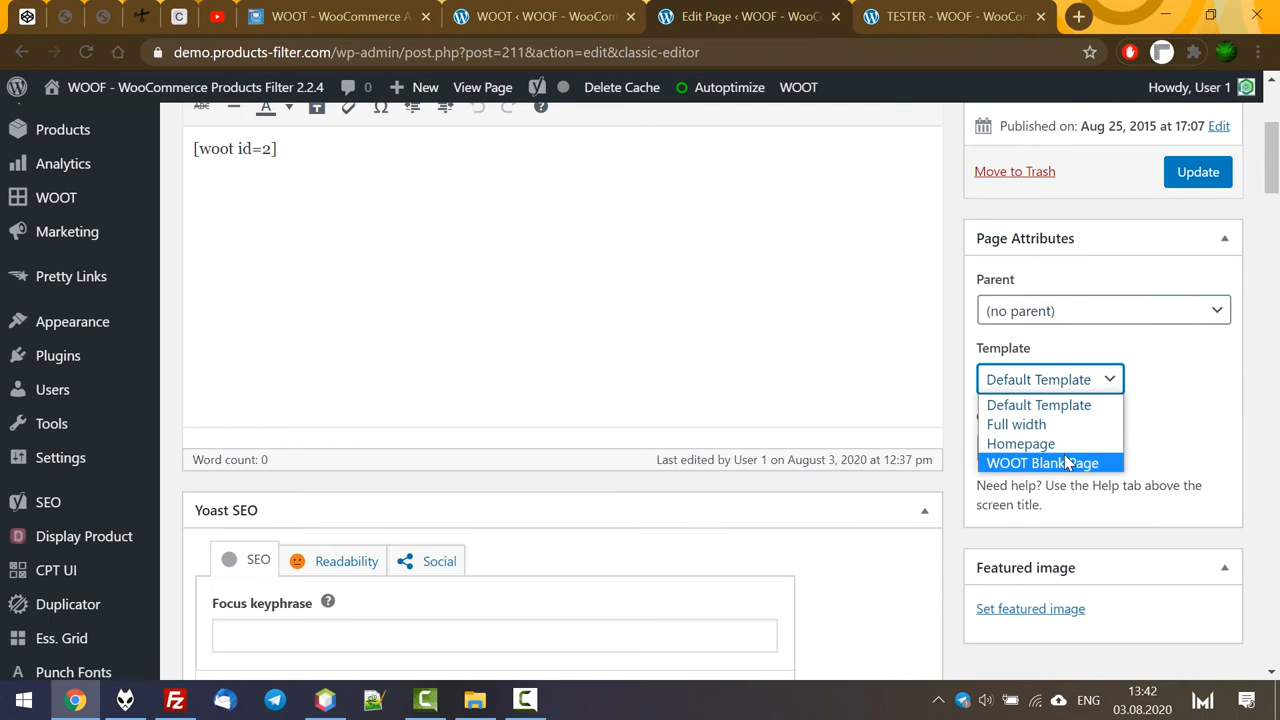 WOOT - WooCommerce A
WOOT ‹ WOOF - WooCom
Edit Page ‹ WOOF - WooC
TESTER - WOOF - WooCom
demo.products-filter.com/wp-admin/post.php?post=211&action=edit&classic-editor
WOOF - WooCommerce Products Filter 2.2.4
0
New
View Page
Delete Cache
Autoptimize
WOOT
Howdy, User 1
Products
Analytics
WOOT
Marketing
Pretty Links
Appearance
Plugins
Users
Tools
Settings
SEO
Display Product
CPT UI
Duplicator
Ess. Grid
Punch Fonts
ABC
A
[woot id=2]
Word count: 0
Last edited by User 1 on August 3, 2020 at 12:37 pm
Yoast SEO
SEO
Readability
Social
Focus keyphrase
Published on: Aug 25, 2015 at 17:07 Edit
Move to Trash
Update
Page Attributes
Parent
(no parent)
Template
Default Template
Default Template
Full width
Homepage
WOOT Blank Page
Need help? Use the Help tab above the
screen title.
Featured image
Set featured image
ENG
13:42
03.08.2020